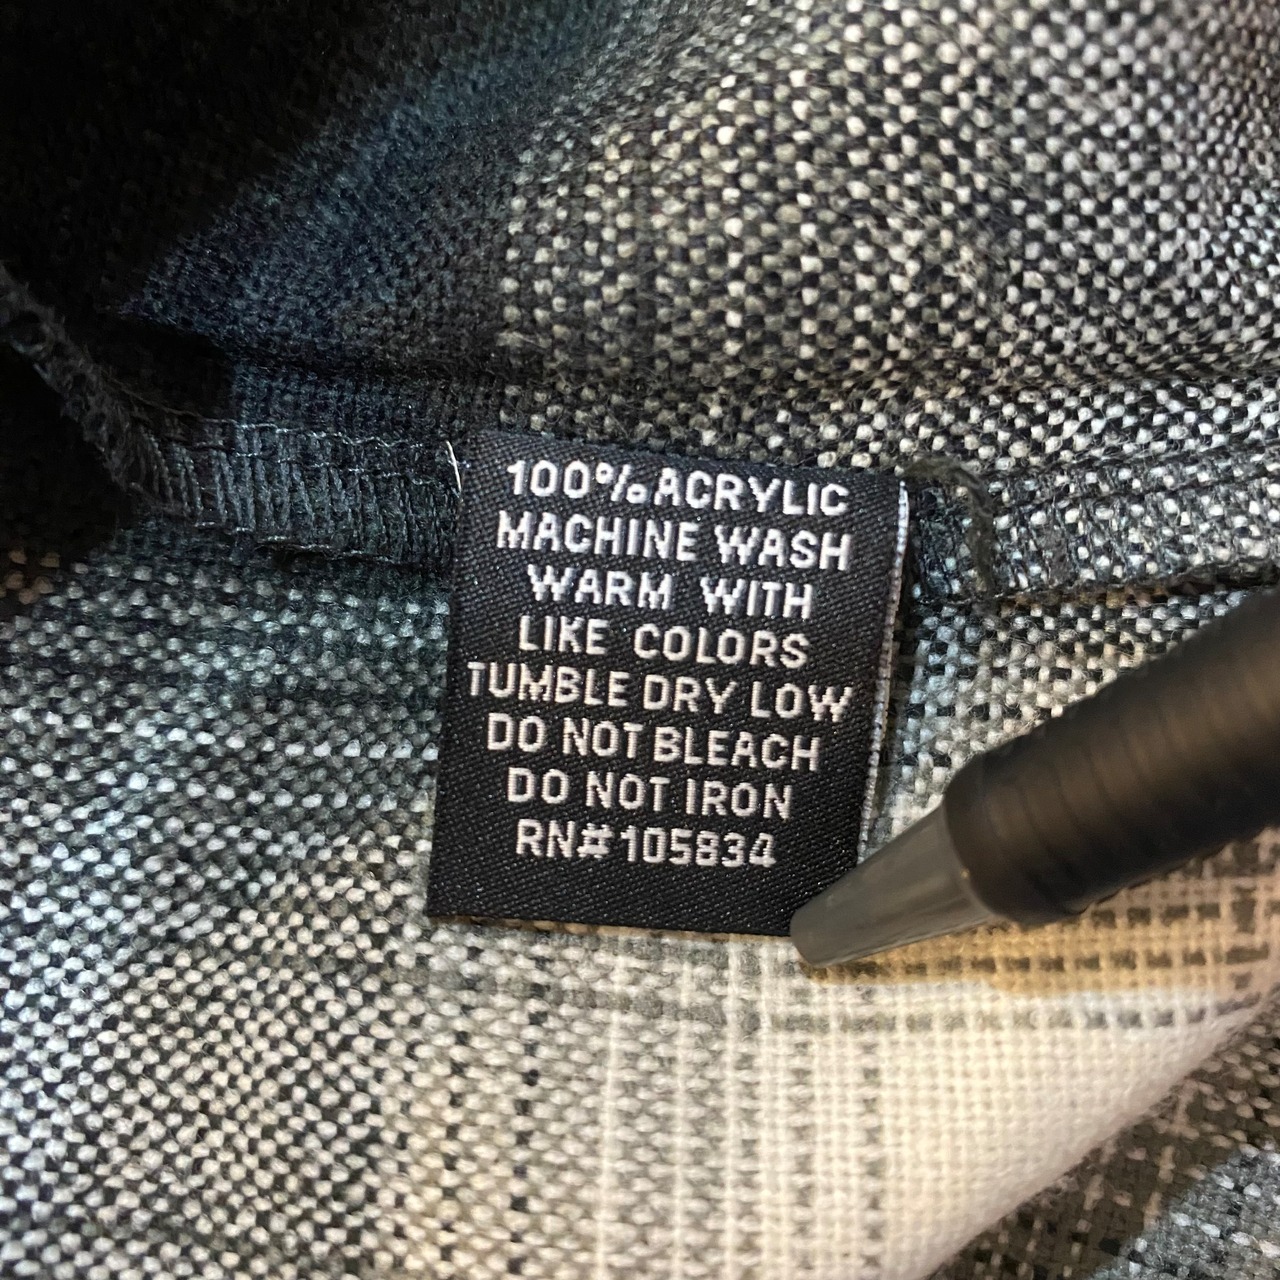 100% ACRYLIC
MACHINE WASH
WARM WITH
LIKE COLORS
TUMBLE DRY LOW
DO NOT BLEACH
DO NOT IRON
RN# 105834